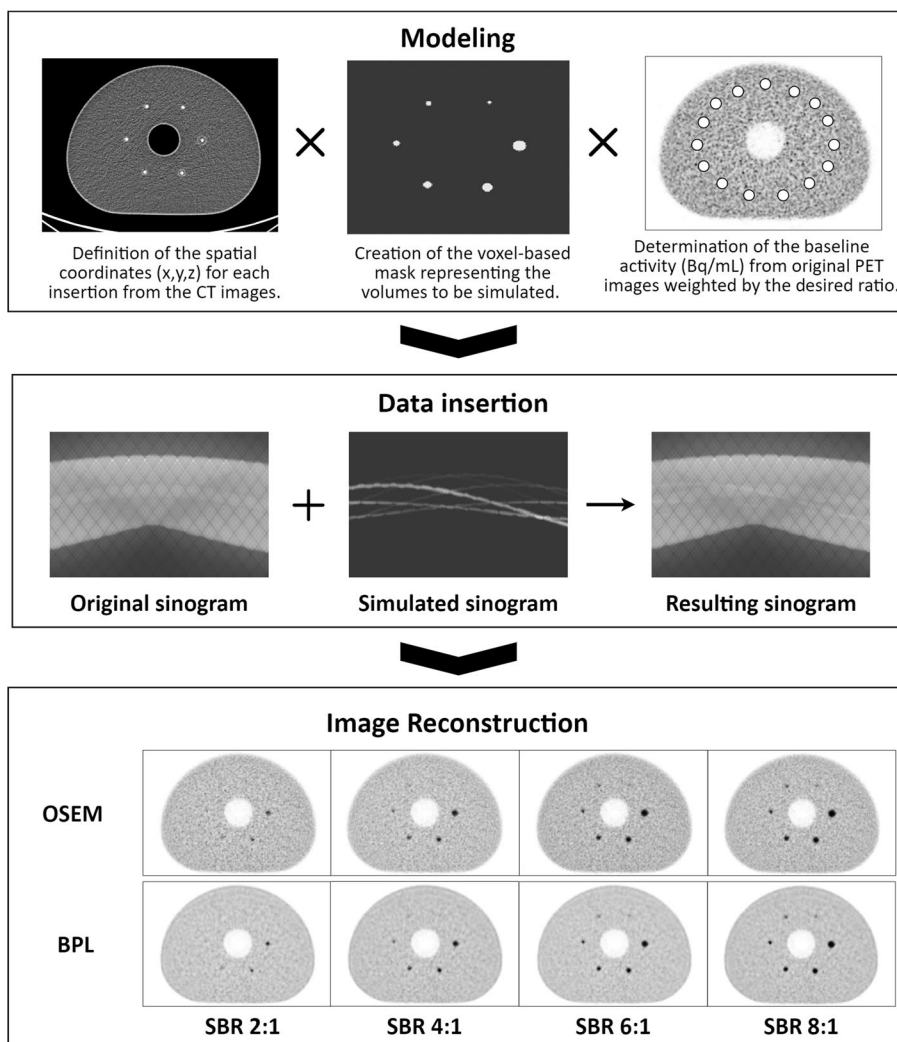 Modeling
Definition of the spatial
coordinates (x,y,z) for each
insertion from the CT images.
Creation of the voxel-based
mask representing the
volumes to be simulated.
Determination of the baseline
activity (Bq/mL) from original PET
images weighted by the desired ratio.
Data insertion
Original sinogram
Simulated sinogram
Resulting sinogram
Image Reconstruction
OSEM
BPL
SBR 2:1
SBR 4:1
SBR 6:1
SBR 8:1